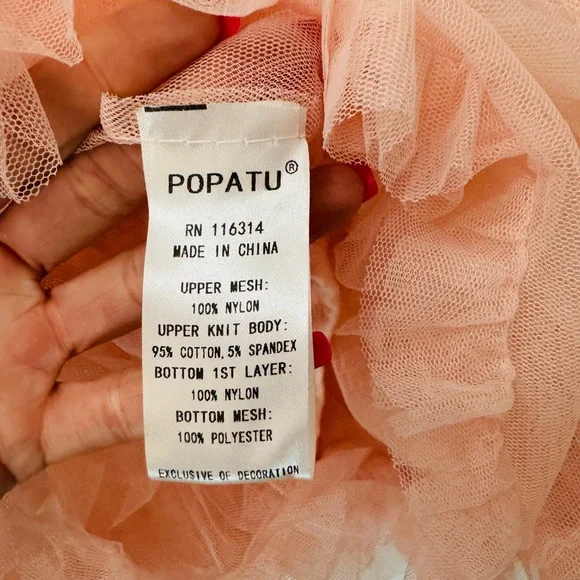 POPATU®
RN 116314
MADE IN CHINA
UPPER MESH:
100% NYLON
UPPER KNIT BODY:
95% COTTON, 5% SPANDEX
BOTTOM 1ST LAYER:
100% NYLON
BOTTOM MESH:
100% POLYESTER
EXCLUSIVE OF DECORATION